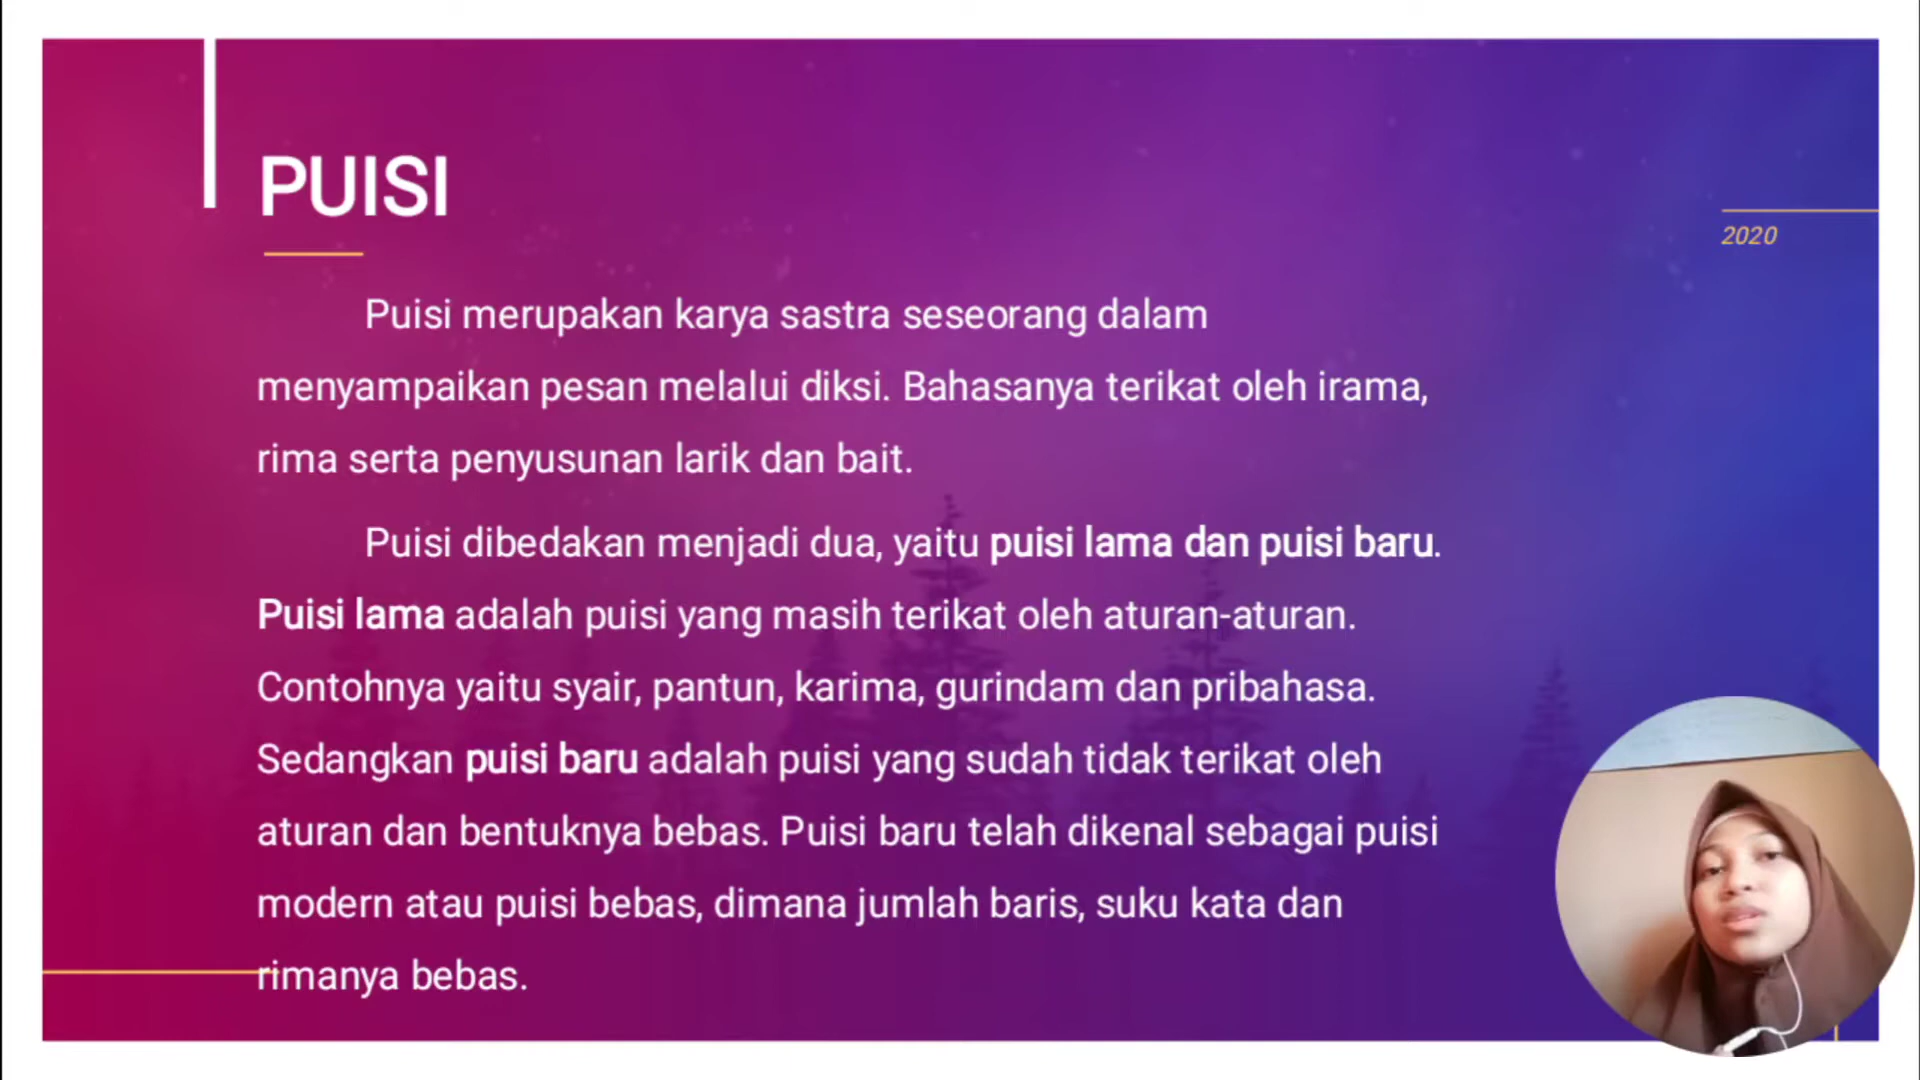 PUISI
2020
Puisi merupakan karya sastra seseorang dalam
menyampaikan pesan melalui diksi. Bahasanya terikat oleh irama,
rima serta penyusunan larik dan bait.
Puisi dibedakan menjadi dua, yaitu puisi lama dan puisi baru.
Puisi lama adalah puisi yang masih terikat oleh aturan-aturan.
Contohnya yaitu syair, pantun, karima, gurindam dan pribahasa.
Sedangkan puisi baru adalah puisi yang sudah tidak terikat oleh
aturan dan bentuknya bebas. Puisi baru telah dikenal sebagai puisi
modern atau puisi bebas, dimana jumlah baris, suku kata dan
rimanya bebas.